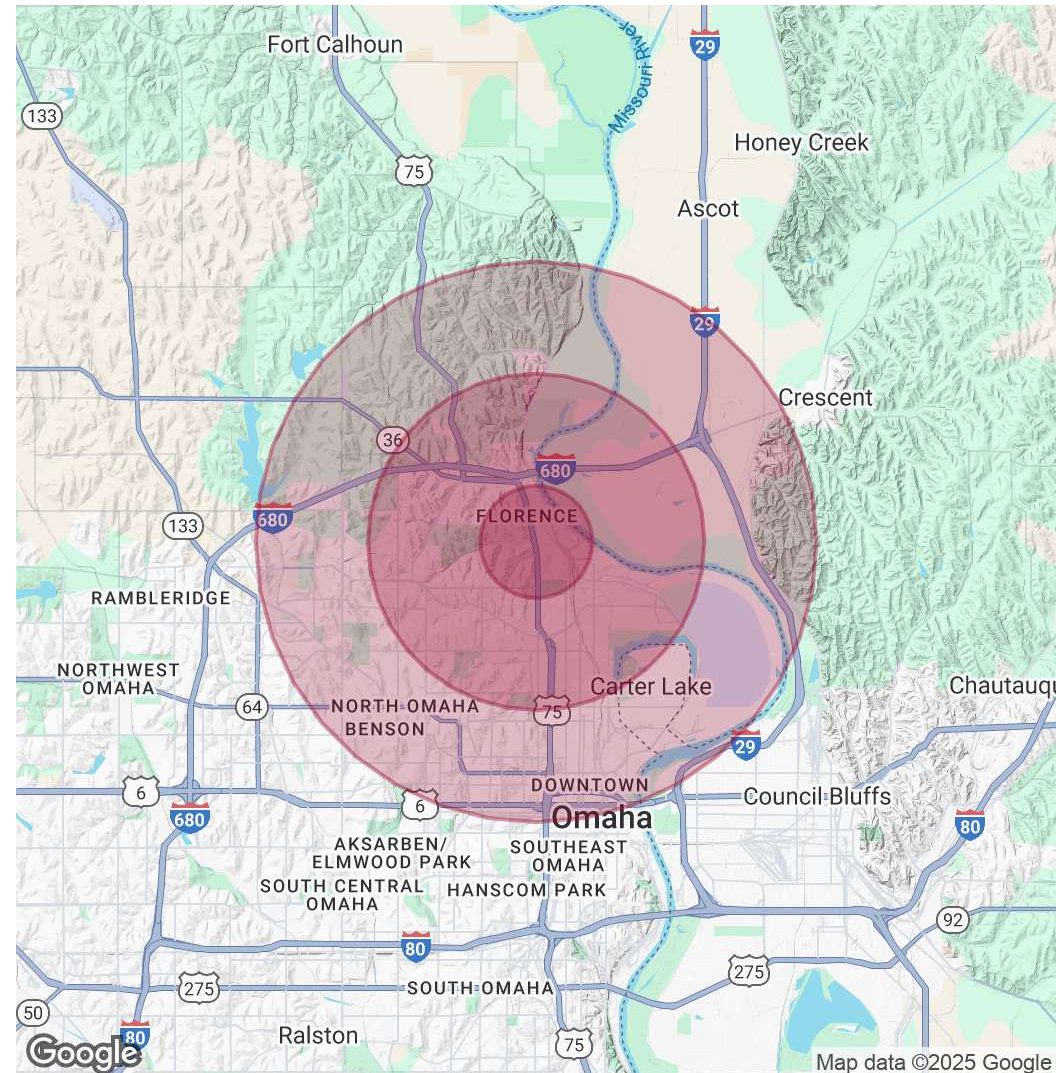 Fort Calhoun
29
Missouri River
133
Honey Creek
75
Ascot
29
Crescent
36
680
FLORENCE
680
133
RAMBLERIDGE
NORTHWEST
OMAHA
Carter Lake
Chautauqu
64
NORTH OMAHA
75
BENSON
29
DOWNTOWN
6
6
Council Bluffs
680
Omaha
80
AKSARBEN/
ELMWOOD PARK
SOUTHEAST
OMAHA
SOUTH CENTRAL
OMAHA
HANSCOM PARK
92
80
275
275
SOUTH OMAHA
50
80
Ralston
75
Google
Map data ©2025 Google